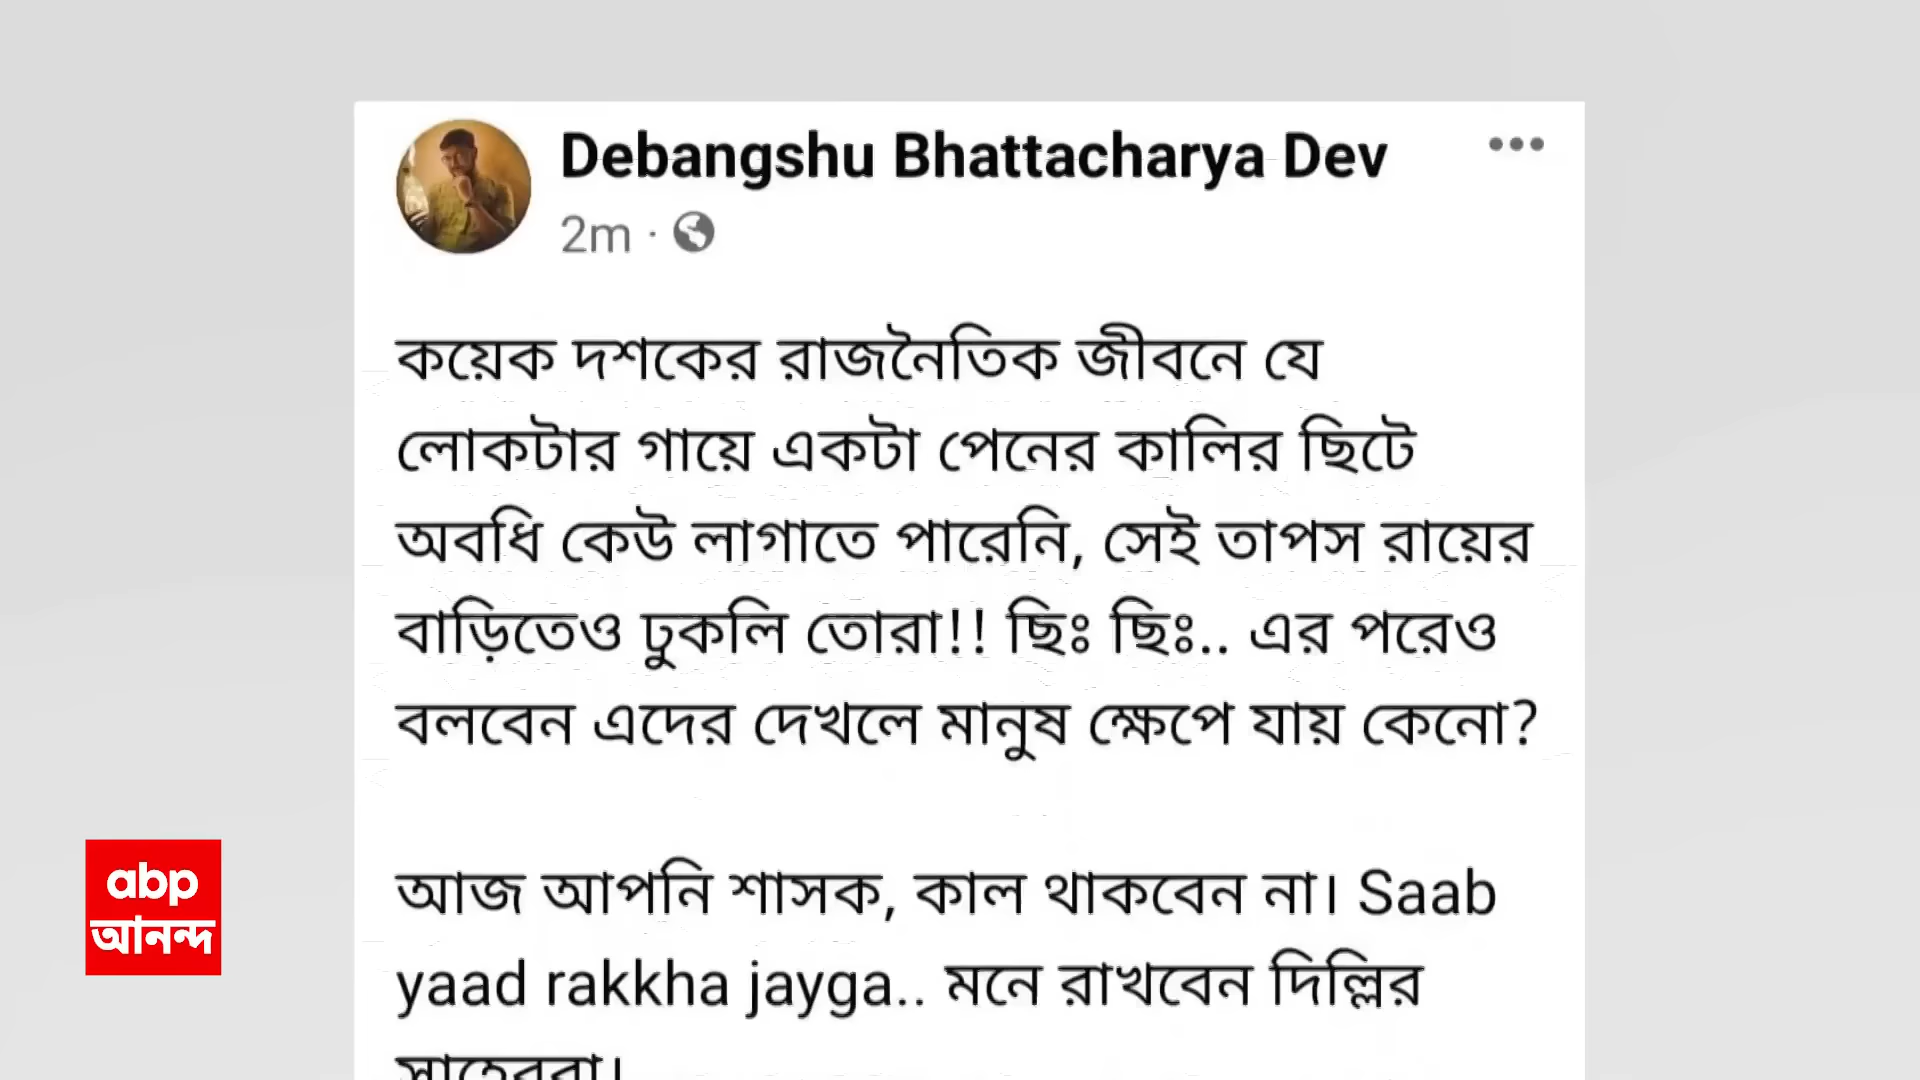 Debangshu Bhattacharya Dev
2m ·
কয়েক দশকের রাজনৈতিক জীবনে যে
লোকটার গায়ে একটা পেনের কালির ছিটে
অবধি কেউ লাগাতে পারেনি, সেই তাপস রায়ের
বাড়িতেও ঢুকলি তোরা!! ছিঃ ছিঃ.. এর পরেও
বলবেন এদের দেখলে মানুষ ক্ষেপে যায় কেনো?
আজ আপনি শাসক, কাল থাকবেন না। Saab
yaad rakkha jayga.. মনে রাখবেন দিল্লির
সাহেবরা।
abp
আনন্দ